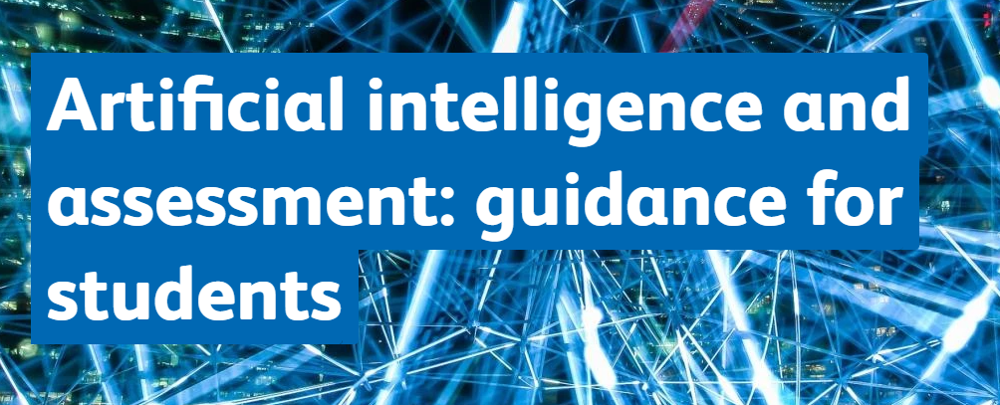 Artificial intelligence and
assessment: guidance for
students